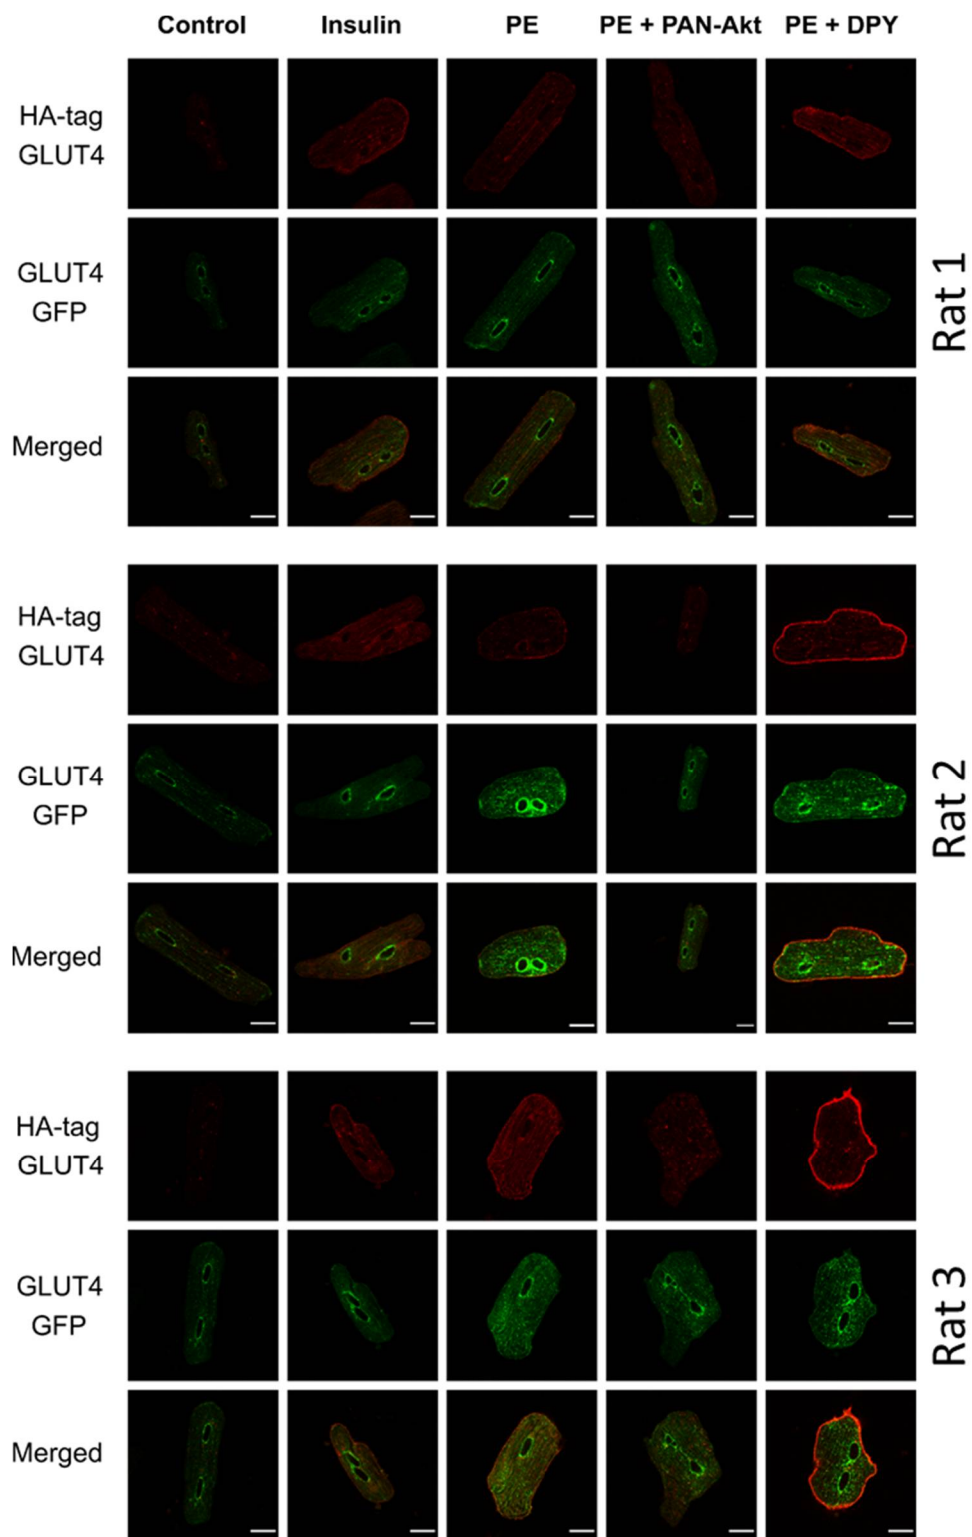 Control Insulin PE PE + PAN-Akt PE + DPY
HA-tag
GLUT4
GLUT4
GFP
Merged
Rat 1
HA-tag
GLUT4
GLUT4
GFP
Merged
Rat 2
HA-tag
GLUT4
GLUT4
GFP
Merged
Rat 3